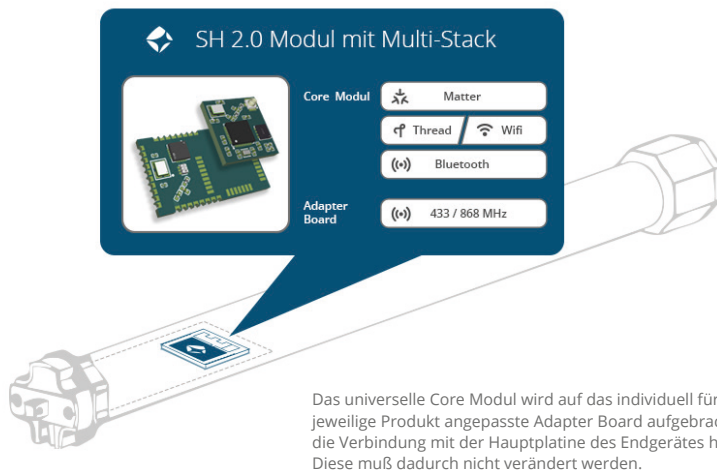 SH 2.0 Modul mit Multi-Stack
Core Modul
Matter
Thread
Wifi
Bluetooth
Adapter
Board
433 / 868 MHz
Das universelle Core Modul wird auf das individuell für
jeweilige Produkt angepasste Adapter Board
die Verbindung mit der Hauptplatine des Endgerätes
Diese muß dadurch nicht verändert werden.